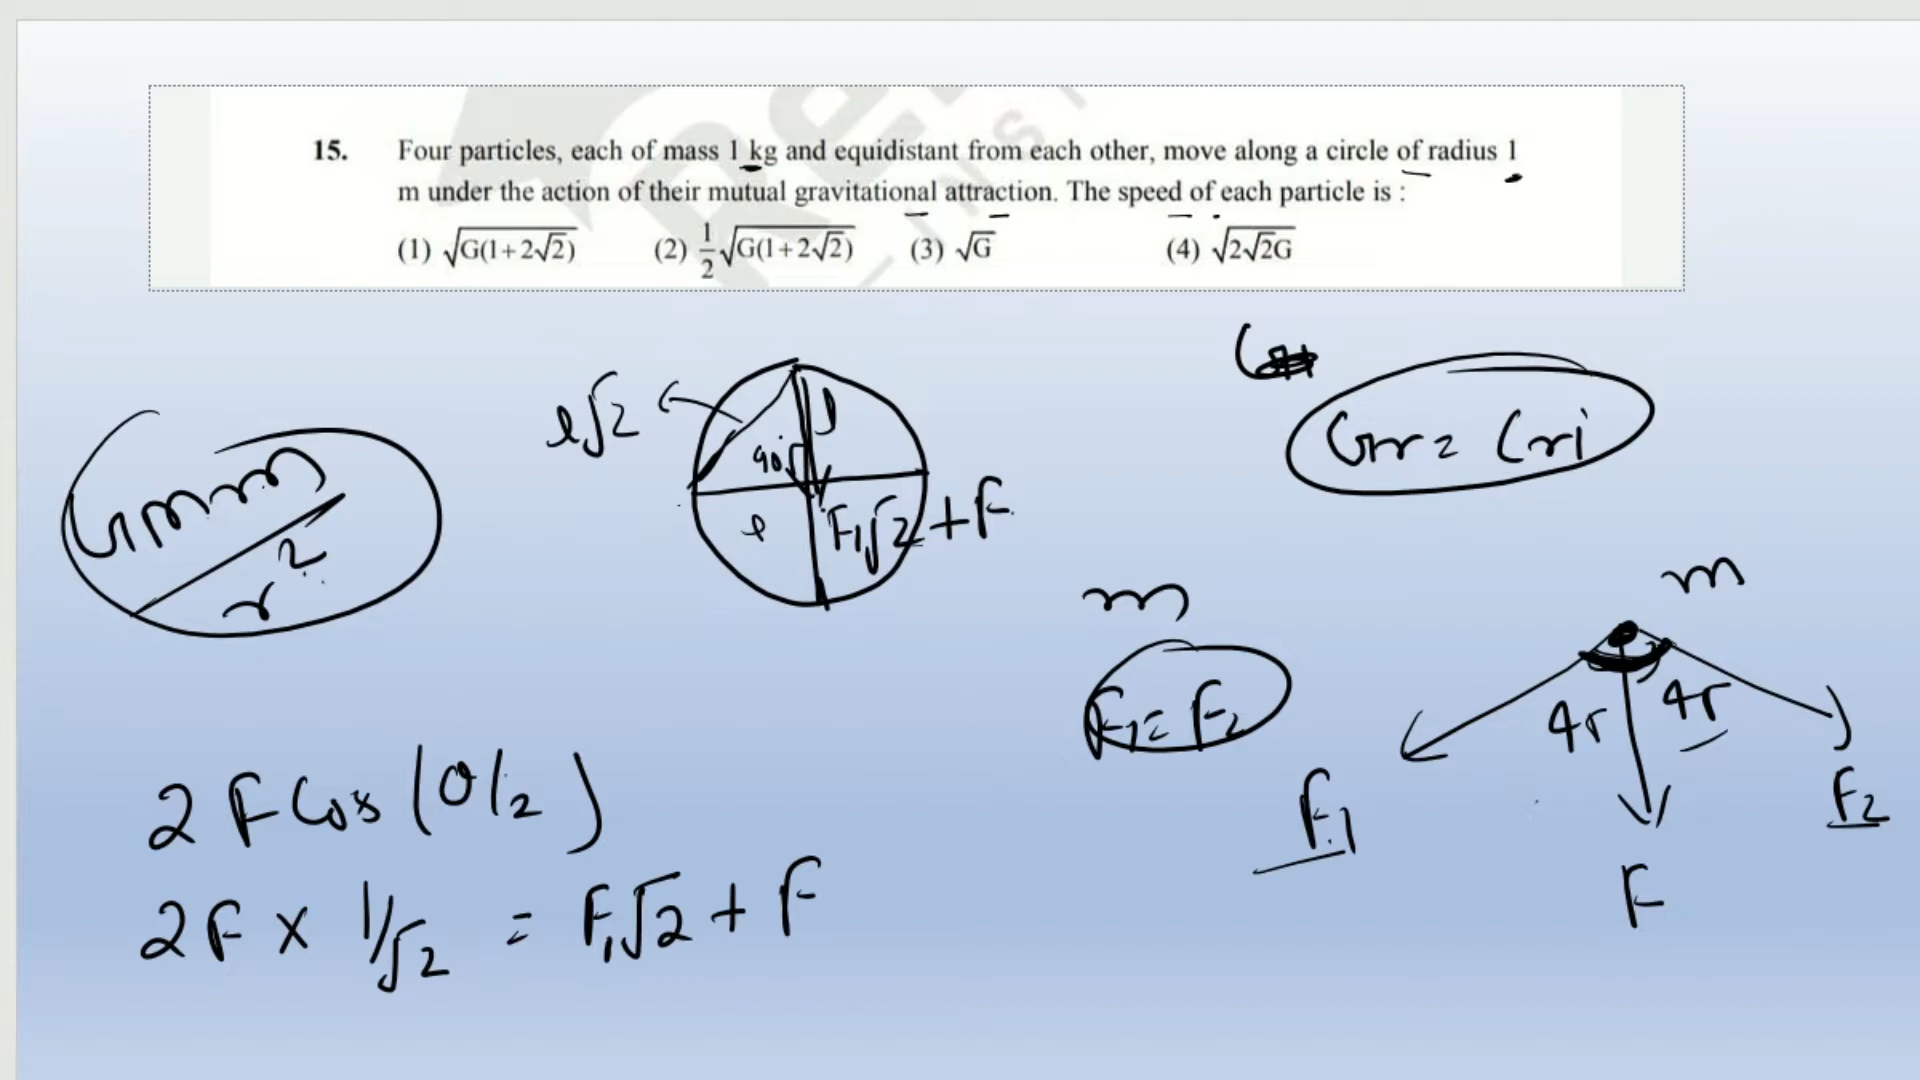 15. Four particles, each of mass 1 kg and equidistant from each other, move along a circle of radius 1
m under the action of their mutual gravitational attraction. The speed of each particle is :
(1) √G(1+2√2) (2) 1/2 √G(1+2√2) (3) √G (4) √2√2G
l√2
90°
l
F₁√2 + F
Gmm
r²
m
m
F₁ = F₂
45
45
F₁
F₂
F
2 F Cos (θ/2)
2F × 1/√2 = F₁√2 + F